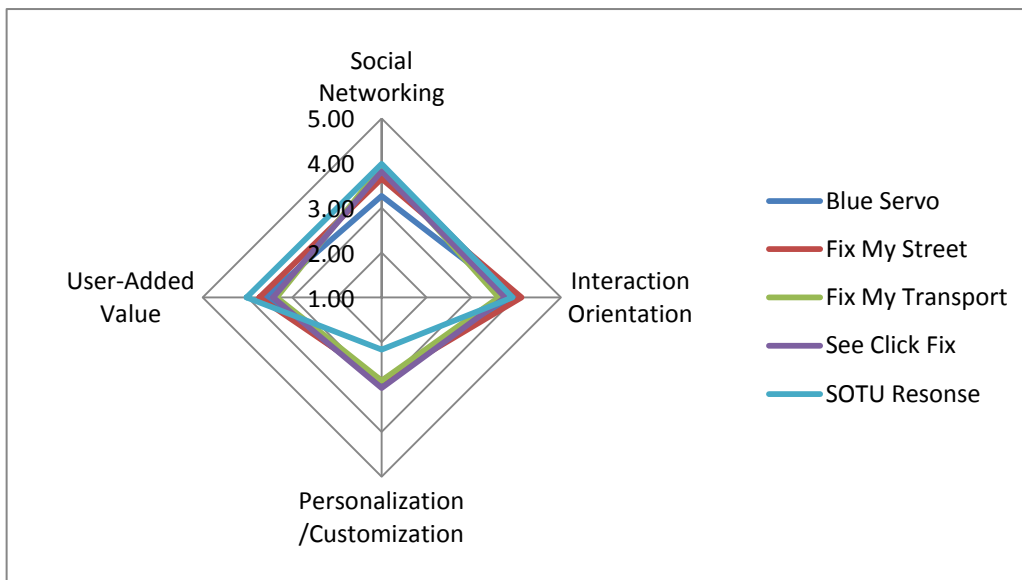 Social
Networking
5.00
4.00
3.00
2.00
1.00
User-Added
Value
Interaction
Orientation
Personalization
/Customization
Blue Servo
Fix My Street
Fix My Transport
See Click Fix
SOTU Resonse